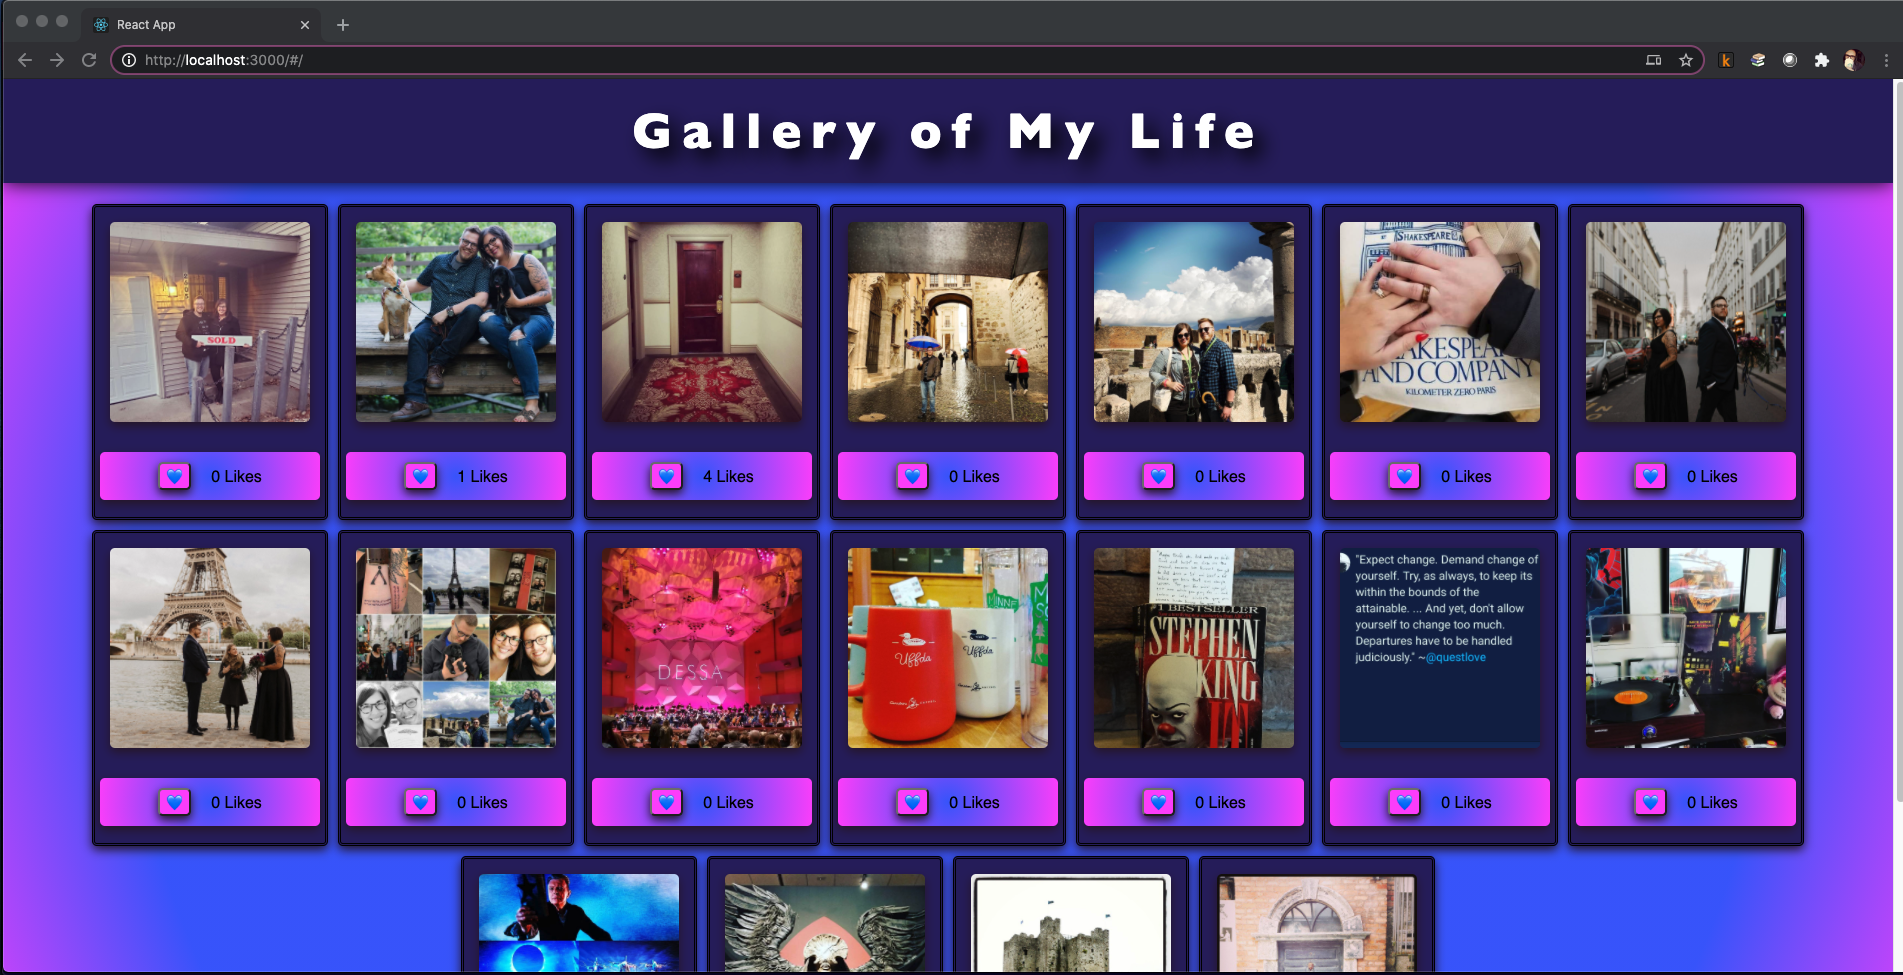 React App
http://localhost:3000/#/
k
Gallery of My Life
SOLD
SHAKESPEARE
SHAKESPEARE
AND COMPANY
KILOMETER ZERO PARIS
0 Likes
1 Likes
4 Likes
0 Likes
0 Likes
0 Likes
0 Likes
DESSA
Uffda
Uffda
MINNE
#1 BESTSELLER
STEPHEN
KING
IT
"Expect change. Demand change of
yourself. Try, as always, to keep its
within the bounds of the
attainable. ... And yet, don't allow
yourself to change too much.
Departures have to be handled
judiciously." ~@questlove
0 Likes
0 Likes
0 Likes
0 Likes
0 Likes
0 Likes
0 Likes